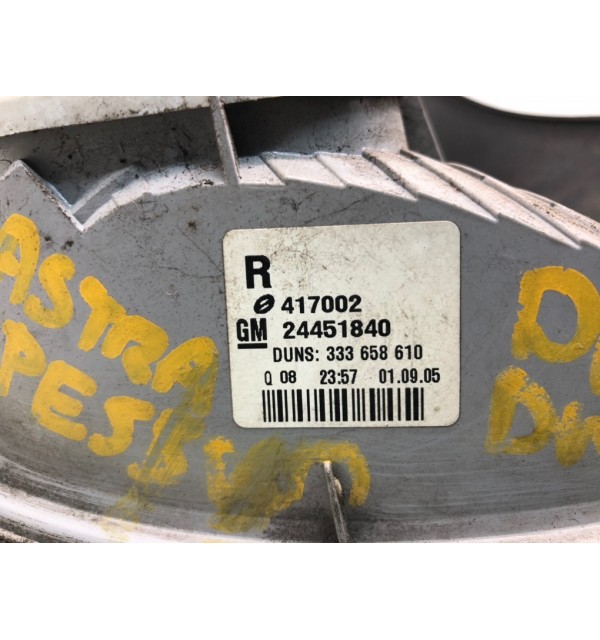 R
417002
GM 24451840
DUNS: 333 658 610
Q 08 23:57 01.09.05
ASTRA